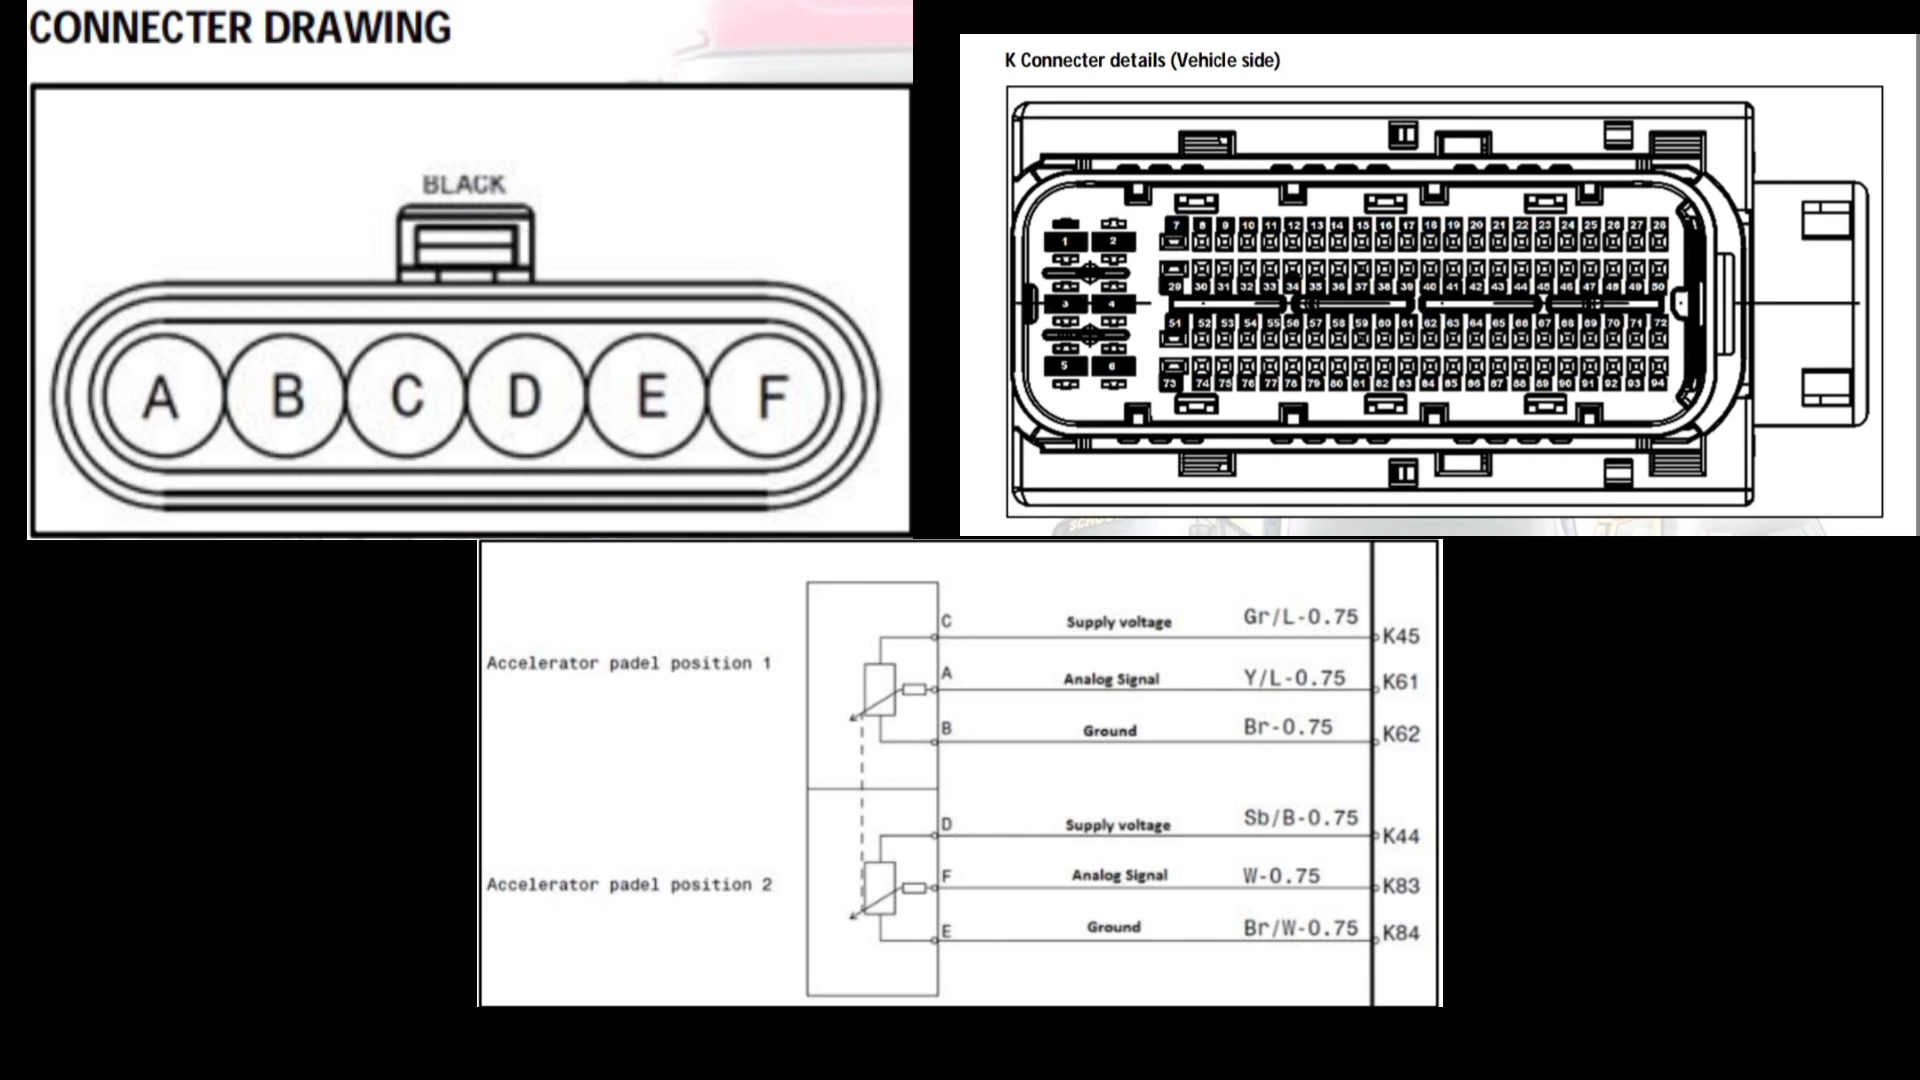 CONNECTER DRAWING
BLACK
A B C D E F
K Connecter details (Vehicle side)
1 2 7 8 9 10 11 12 13 14 15 16 17 18 19 20 21 22 23 24 25 26 27 28
29 30 31 32 33 34 35 36 37 38 39 40 41 42 43 44 45 46 47 48 49 50
3 4
51 52 53 54 55 56 57 58 59 60 61 62 63 64 65 66 67 68 69 70 71 72
5 6
73 74 75 76 77 78 79 80 81 82 83 84 85 86 87 88 89 90 91 92 93 94
C Supply voltage Gr/L-0.75 K45
Accelerator padel position 1
A Analog Signal Y/L-0.75 K61
B Ground Br-0.75 K62
D Supply voltage Sb/B-0.75 K44
Accelerator padel position 2
F Analog Signal W-0.75 K83
E Ground Br/W-0.75 K84